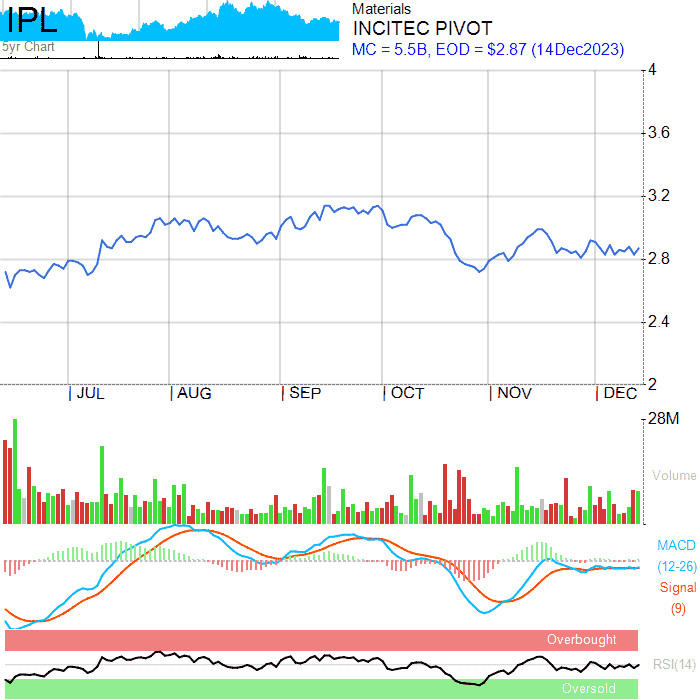 IPL
5yr Chart
Materials
INCITEC PIVOT
MC = 5.5B, EOD = $2.87 (14Dec2023)
4
3.6
3.2
2.8
2.4
2
JUL AUG SEP OCT NOV DEC
28M
Volume
MACD
(12-26)
Signal
(9)
Overbought
RSI(14)
Oversold